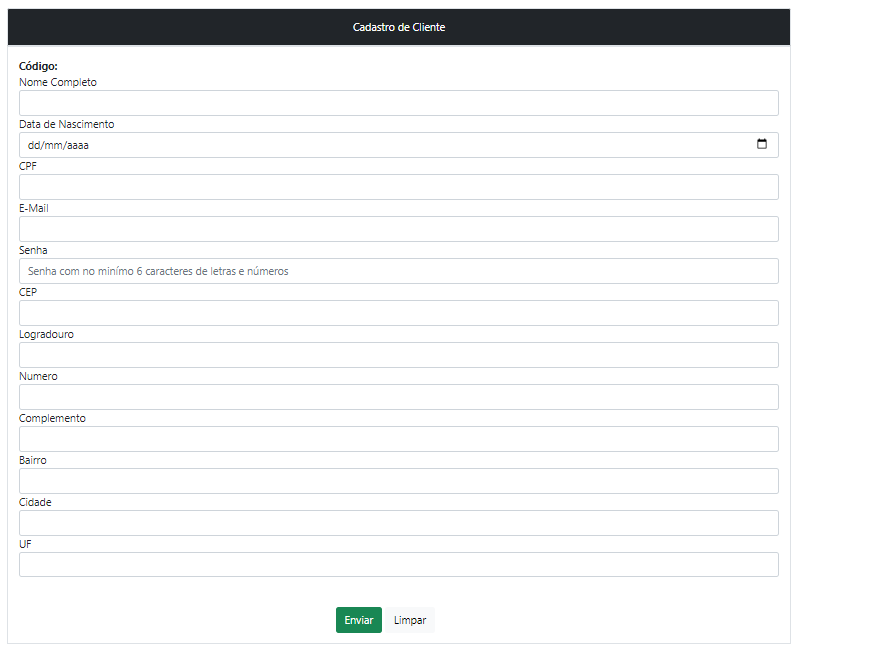 Cadastro de Cliente
Código:
Nome Completo
Data de Nascimento
dd/mm/aaaa
CPF
E-Mail
Senha
Senha com no minímo 6 caracteres de letras e números
CEP
Logradouro
Numero
Complemento
Bairro
Cidade
UF
Enviar Limpar